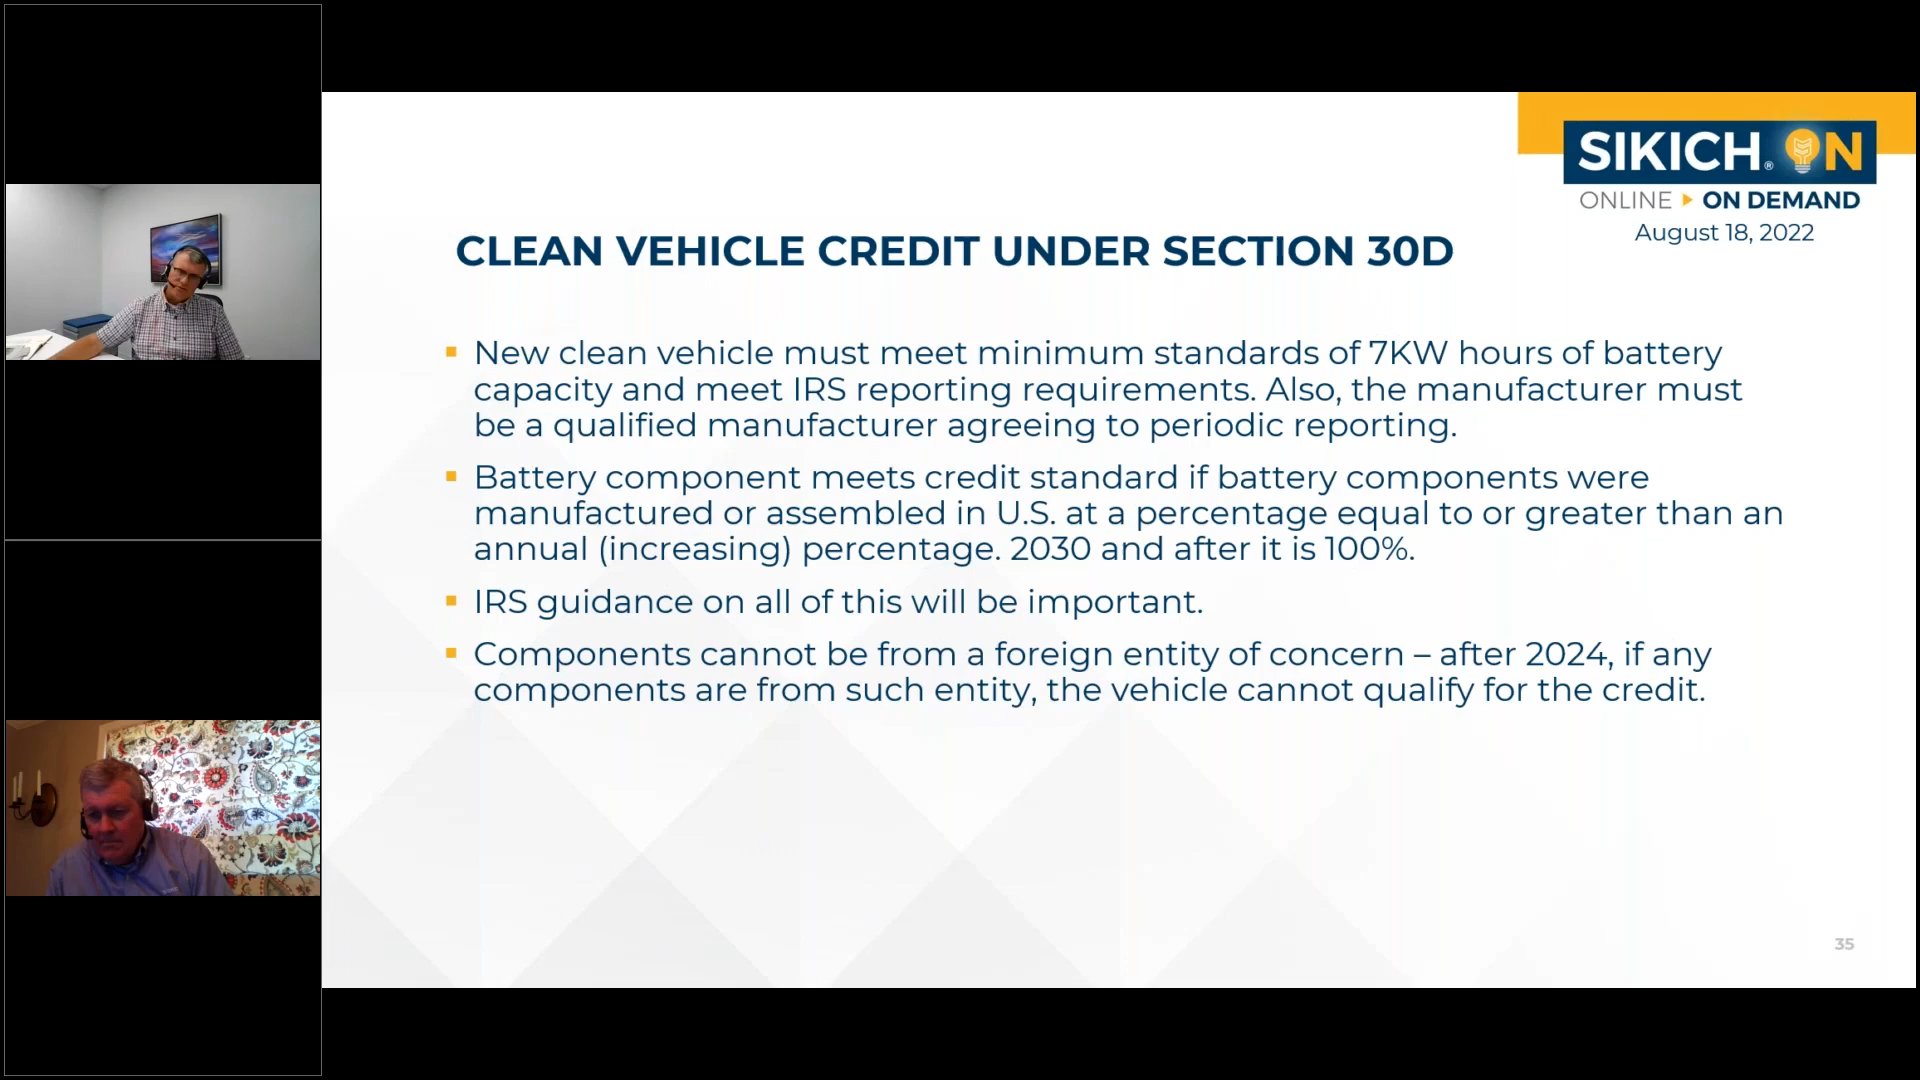 SIKICH® ON
ONLINE ▶ ON DEMAND
August 18, 2022
CLEAN VEHICLE CREDIT UNDER SECTION 30D
▪ New clean vehicle must meet minimum standards of 7KW hours of battery
capacity and meet IRS reporting requirements. Also, the manufacturer must
be a qualified manufacturer agreeing to periodic reporting.
▪ Battery component meets credit standard if battery components were
manufactured or assembled in U.S. at a percentage equal to or greater than an
annual (increasing) percentage. 2030 and after it is 100%.
▪ IRS guidance on all of this will be important.
▪ Components cannot be from a foreign entity of concern – after 2024, if any
components are from such entity, the vehicle cannot qualify for the credit.
35